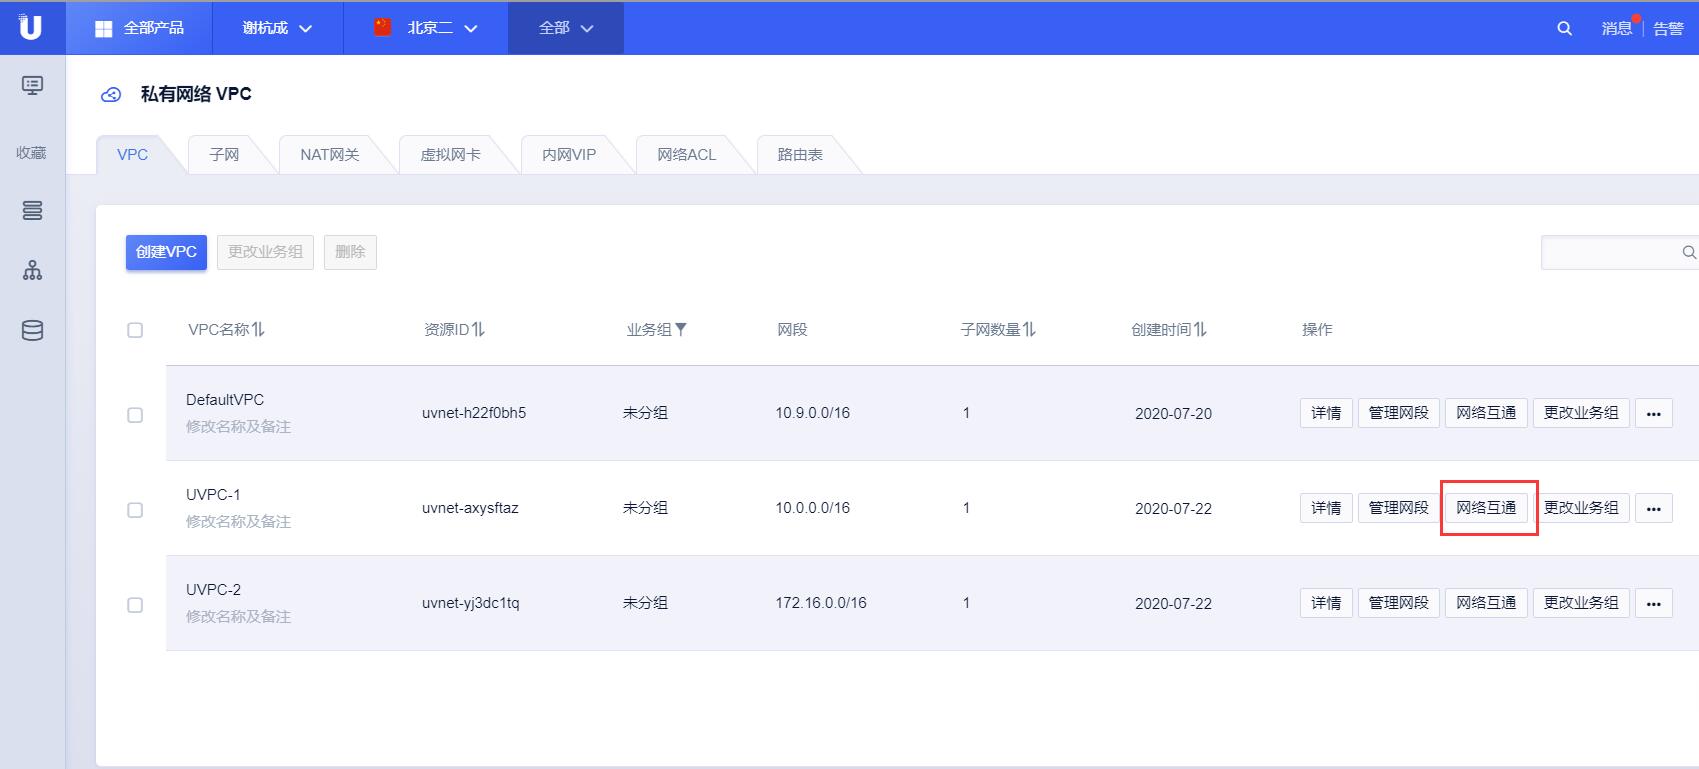 U 全部产品 谢杭成 北京二 全部 消息 告警
收藏
私有网络 VPC
VPC 子网 NAT网关 虚拟网卡 内网VIP 网络ACL 路由表
创建VPC 更改业务组 删除
VPC名称 资源ID 业务组 网段 子网数量 创建时间 操作
DefaultVPC
修改名称及备注
uvnet-h22f0bh5 未分组 10.9.0.0/16 1 2020-07-20 详情 管理网段 网络互通 更改业务组 •••
UVPC-1
修改名称及备注
uvnet-axysftaz 未分组 10.0.0.0/16 1 2020-07-22 详情 管理网段 网络互通 更改业务组 •••
UVPC-2
修改名称及备注
uvnet-yj3dc1tq 未分组 172.16.0.0/16 1 2020-07-22 详情 管理网段 网络互通 更改业务组 •••